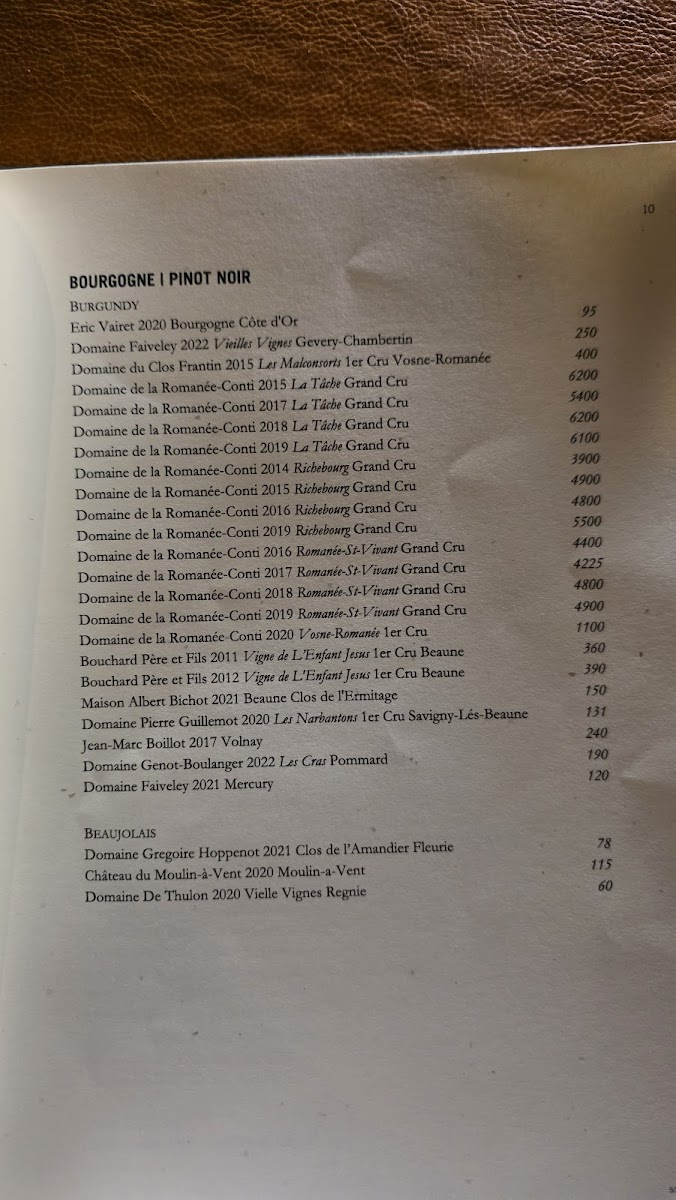 10
BOURGOGNE | PINOT NOIR
BURGUNDY
Eric Vairet 2020 Bourgogne Côte d'Or 95
Domaine Faiveley 2022 Vieilles Vignes Gevery-Chambertin 250
Domaine du Clos Frantin 2015 Les Malconsorts 1er Cru Vosne-Romanée 400
Domaine de la Romanée-Conti 2015 La Tâche Grand Cru 6200
Domaine de la Romanée-Conti 2017 La Tâche Grand Cru 5400
Domaine de la Romanée-Conti 2018 La Tâche Grand Cru 6200
Domaine de la Romanée-Conti 2019 La Tâche Grand Cru 6100
Domaine de la Romanée-Conti 2014 Richebourg Grand Cru 3900
Domaine de la Romanée-Conti 2015 Richebourg Grand Cru 4900
Domaine de la Romanée-Conti 2016 Richebourg Grand Cru 4800
Domaine de la Romanée-Conti 2019 Richebourg Grand Cru 5500
Domaine de la Romanée-Conti 2016 Romanée-St-Vivant Grand Cru 4400
Domaine de la Romanée-Conti 2017 Romanée-St-Vivant Grand Cru 4225
Domaine de la Romanée-Conti 2018 Romanée-St-Vivant Grand Cru 4800
Domaine de la Romanée-Conti 2019 Romanée-St-Vivant Grand Cru 4900
Domaine de la Romanée-Conti 2020 Vosne-Romanée 1er Cru 1100
Bouchard Père et Fils 2011 Vigne de L'Enfant Jesus 1er Cru Beaune 360
Bouchard Père et Fils 2012 Vigne de L'Enfant Jesus 1er Cru Beaune 390
Maison Albert Bichot 2021 Beaune Clos de l'Ermitage 150
Domaine Pierre Guillemot 2020 Les Narbantons 1er Cru Savigny-Lés-Beaune 131
Jean-Marc Boillot 2017 Volnay 240
Domaine Genot-Boulanger 2022 Les Cras Pommard 190
Domaine Faiveley 2021 Mercury 120
BEAUJOLAIS
Domaine Gregoire Hoppenot 2021 Clos de l'Amandier Fleurie 78
Château du Moulin-à-Vent 2020 Moulin-a-Vent 115
Domaine De Thulon 2020 Vielle Vignes Regnie 60